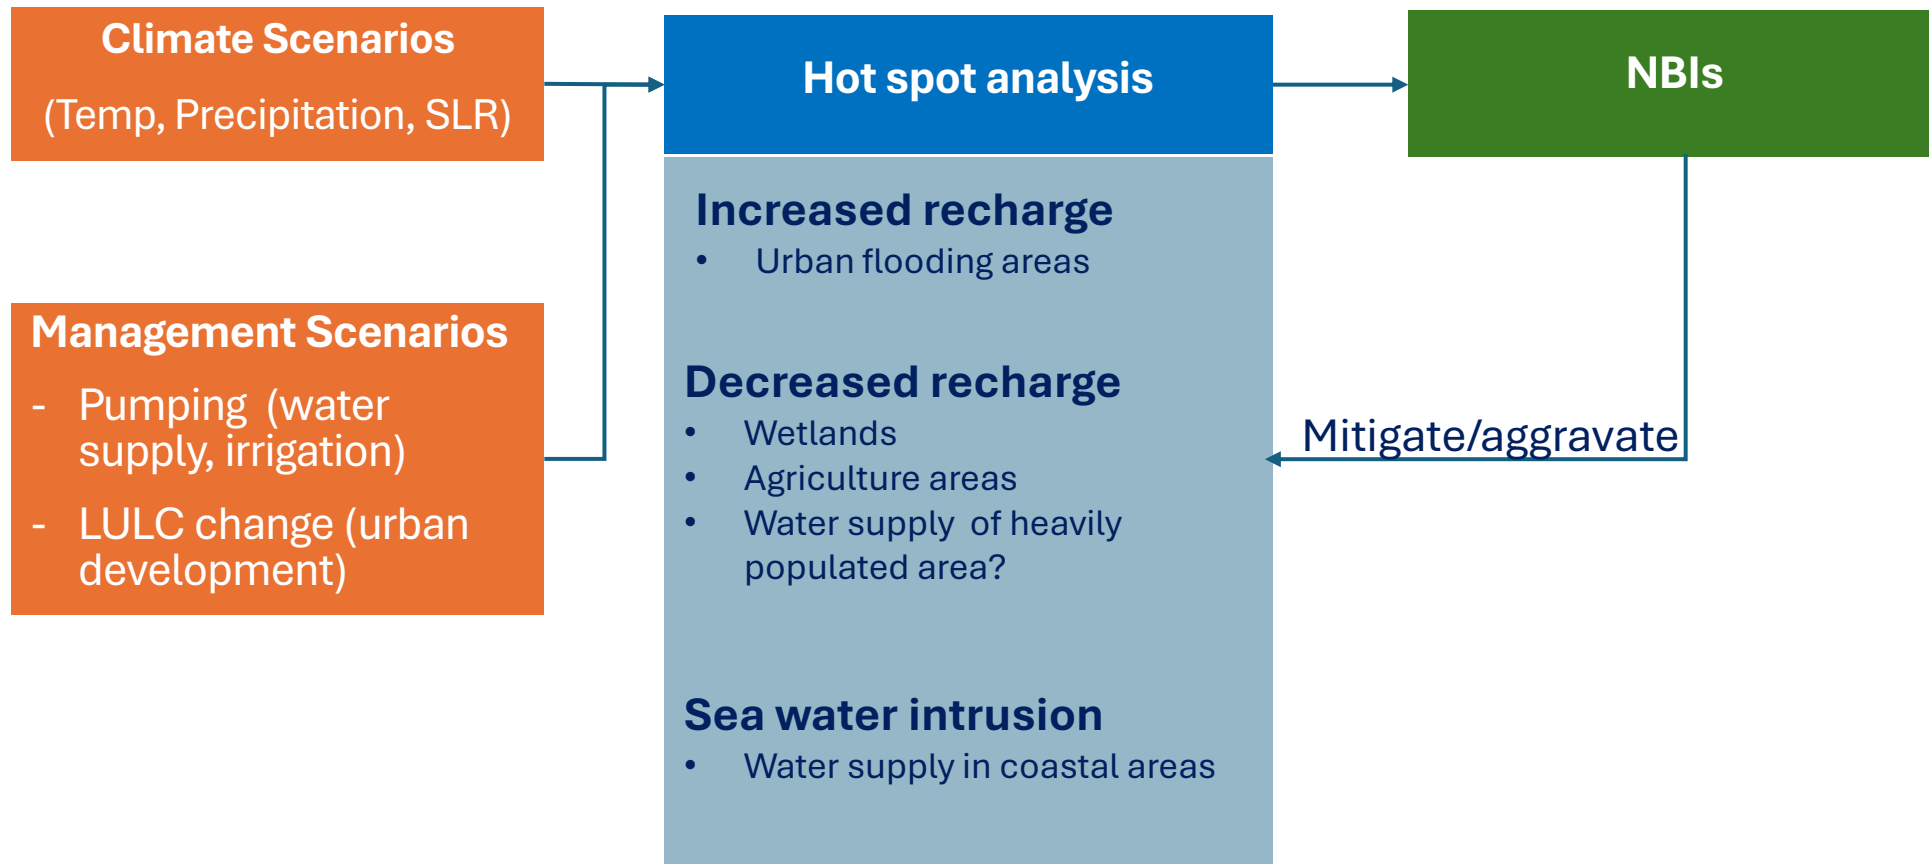 Climate Scenarios
(Temp, Precipitation, SLR)
Management Scenarios
- Pumping (water
supply, irrigation)
- LULC change (urban
development)
Hot spot analysis
Increased recharge
• Urban flooding areas
Decreased recharge
• Wetlands
• Agriculture areas
• Water supply of heavily
populated area?
Sea water intrusion
• Water supply in coastal areas
NBIs
Mitigate/aggravate